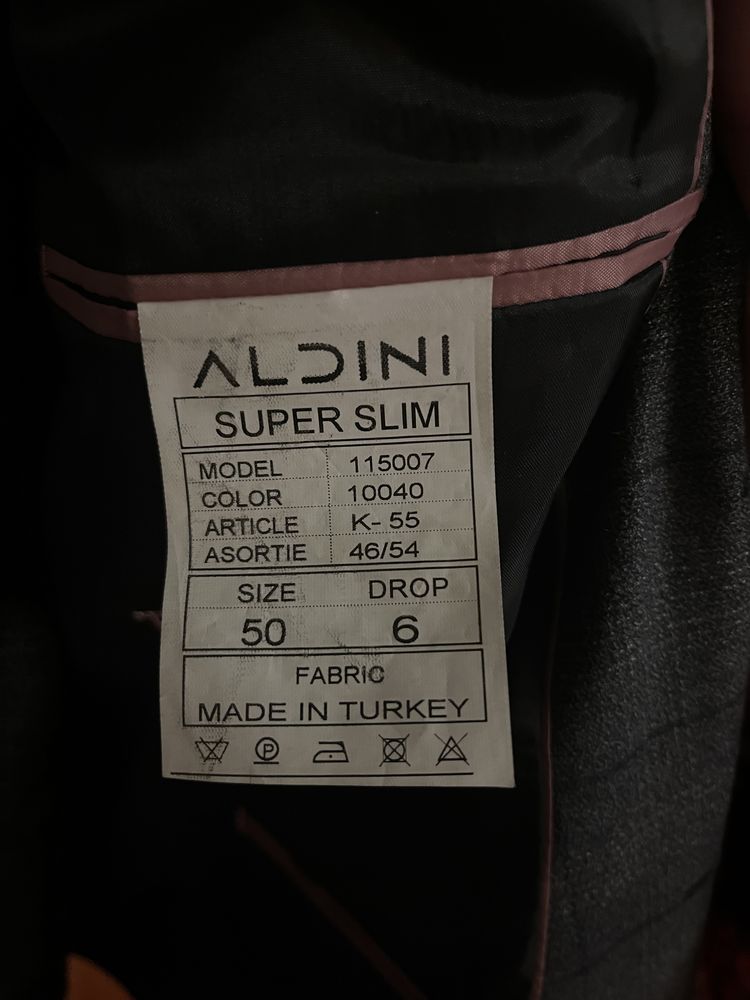 ALDINI
SUPER SLIM
MODEL 115007
COLOR 10040
ARTICLE K- 55
ASORTIE 46/54
SIZE DROP
50 6
FABRIC
MADE IN TURKEY
P